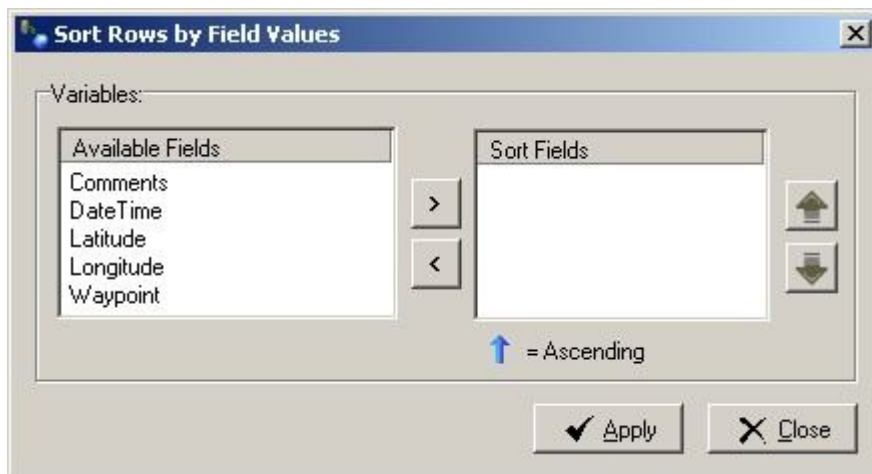 Sort Rows by Field Values
Variables:
Available Fields
Comments
DateTime
Latitude
Longitude
Waypoint
>
<
Sort Fields
= Ascending
Apply
Close